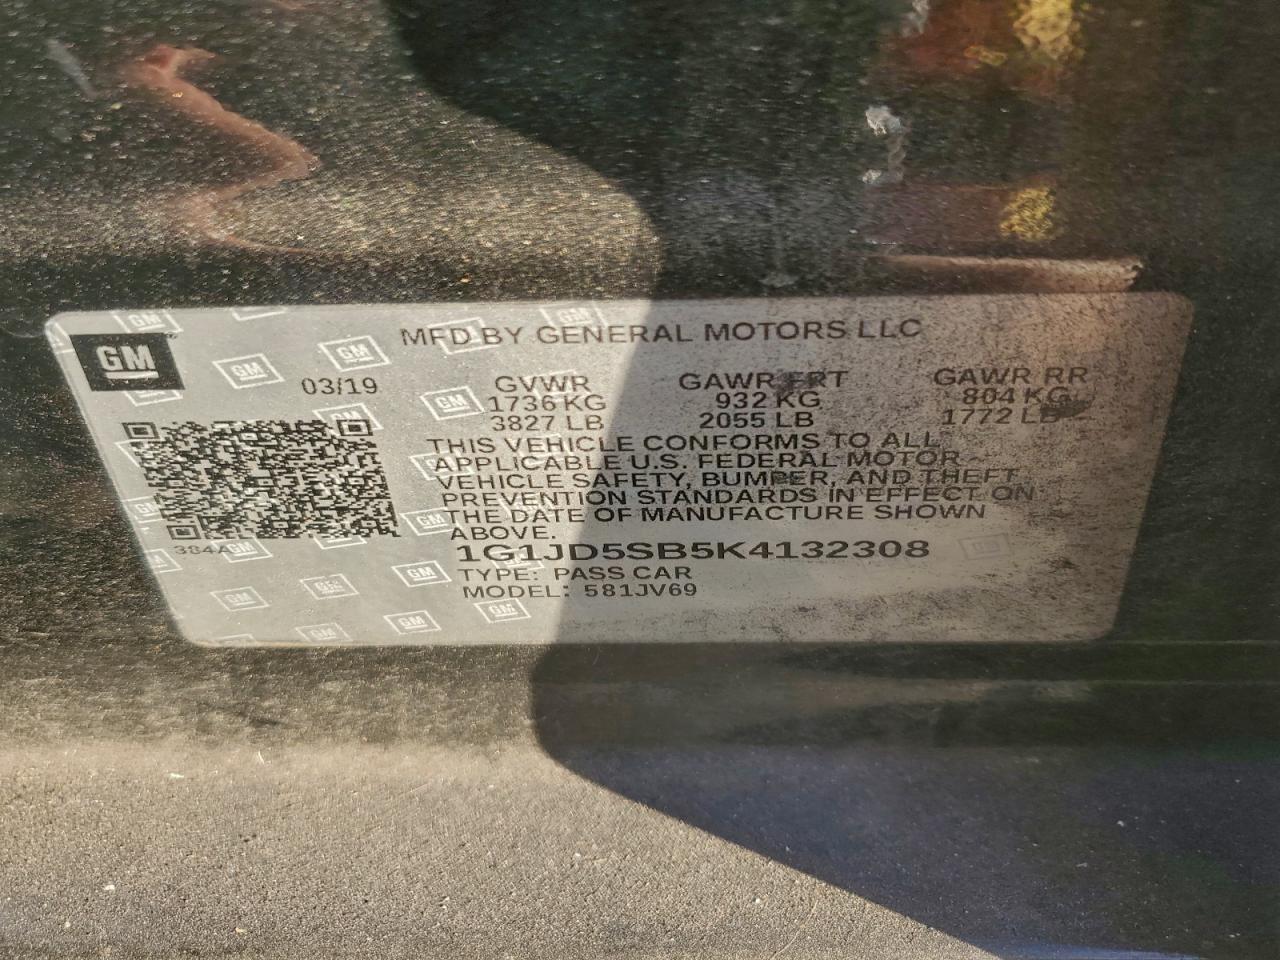 GM
MFD BY GENERAL MOTORS LLC
03/19 GVWR GAWR FRT GAWR RR
1736 KG 932 KG 804 KG
3827 LB 2055 LB 1772 LB
THIS VEHICLE CONFORMS TO ALL
APPLICABLE U.S. FEDERAL MOTOR
VEHICLE SAFETY, BUMPER, AND THEFT
PREVENTION STANDARDS IN EFFECT ON
THE DATE OF MANUFACTURE SHOWN
ABOVE.
384A
1G1JD5SB5K4132308
TYPE: PASS CAR
MODEL: 581JV69